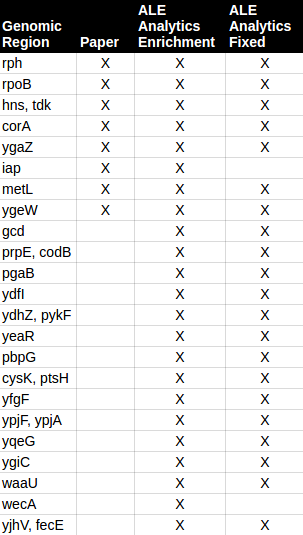 Genomic Region Paper ALE Analytics Enrichment ALE Analytics Fixed
rph X X X
rpoB X X X
hns, tdk X X X
corA X X X
ygaZ X X X
iap X X
metL X X X
ygeW X X X
gcd X X
prpE, codB X X
pgaB X X
ydfI X X
ydhZ, pykF X X
yeaR X X
pbpG X X
cysK, ptsH X X
yfgF X X
ypjF, ypjA X X
yqeG X X
ygiC X X
waaU X X
wecA X
yjhV, fecE X X